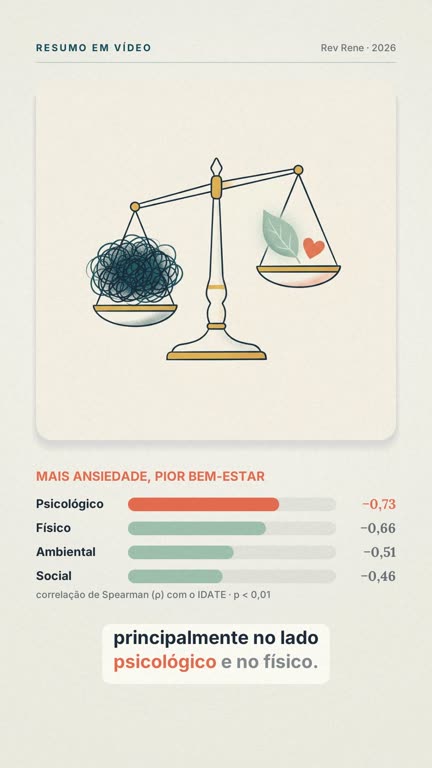 RESUMO EM VÍDEO
Rev Rene · 2026
MAIS ANSIEDADE, PIOR BEM-ESTAR
Psicológico −0,73
Físico −0,66
Ambiental −0,51
Social −0,46
correlação de Spearman (ρ) com o IDATE · p < 0,01
principalmente no lado
psicológico e no físico.